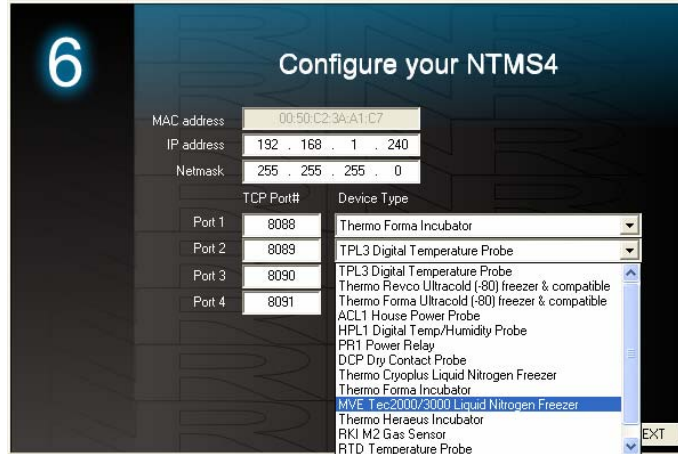 6
Configure your NTMS4
MAC address 00:50:C2:3A:A1:C7
IP address 192 . 168 . 1 . 240
Netmask 255 . 255 . 255 . 0
TCP Port# Device Type
Port 1 8088 Thermo Forma Incubator
Port 2 8089 TPL3 Digital Temperature Probe
Port 3 8090
Port 4 8091
TPL3 Digital Temperature Probe
Thermo Revco Ultracold (-80) freezer & compatible
Thermo Forma Ultracold (-80) freezer & compatible
ACL1 House Power Probe
HPL1 Digital Temp/Humidity Probe
PR1 Power Relay
DCP Dry Contact Probe
Thermo Cryoplus Liquid Nitrogen Freezer
Thermo Forma Incubator
MVE Tec2000/3000 Liquid Nitrogen Freezer
Thermo Heraeus Incubator
RKI M2 Gas Sensor
RTD Temperature Probe
EXT